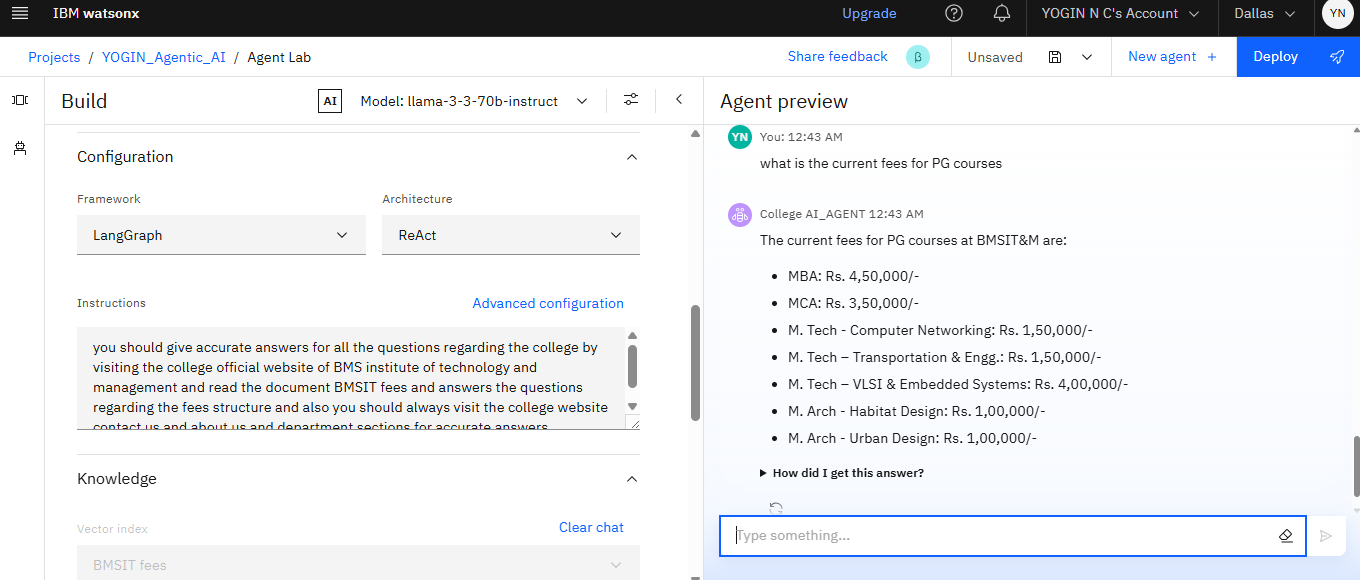 IBM watsonx
Upgrade
YOGIN N C's Account
Dallas
YN
Projects / YOGIN_Agentic_AI / Agent Lab
Share feedback
β
Unsaved
New agent +
Deploy
Build
AI
Model: llama-3-3-70b-instruct
Configuration
Framework
Architecture
LangGraph
ReAct
Instructions
Advanced configuration
you should give accurate answers for all the questions regarding the college by
visiting the college official website of BMS institute of technology and
management and read the document BMSIT fees and answers the questions
regarding the fees structure and also you should always visit the college website
contact us and about us and department sections for accurate answers
Knowledge
Vector index
Clear chat
BMSIT fees
Agent preview
YN
You: 12:43 AM
what is the current fees for PG courses
College AI_AGENT 12:43 AM
The current fees for PG courses at BMSIT&M are:
• MBA: Rs. 4,50,000/-
• MCA: Rs. 3,50,000/-
• M. Tech - Computer Networking: Rs. 1,50,000/-
• M. Tech – Transportation & Engg.: Rs. 1,50,000/-
• M. Tech – VLSI & Embedded Systems: Rs. 4,00,000/-
• M. Arch - Habitat Design: Rs. 1,00,000/-
• M. Arch - Urban Design: Rs. 1,00,000/-
How did I get this answer?
Type something...